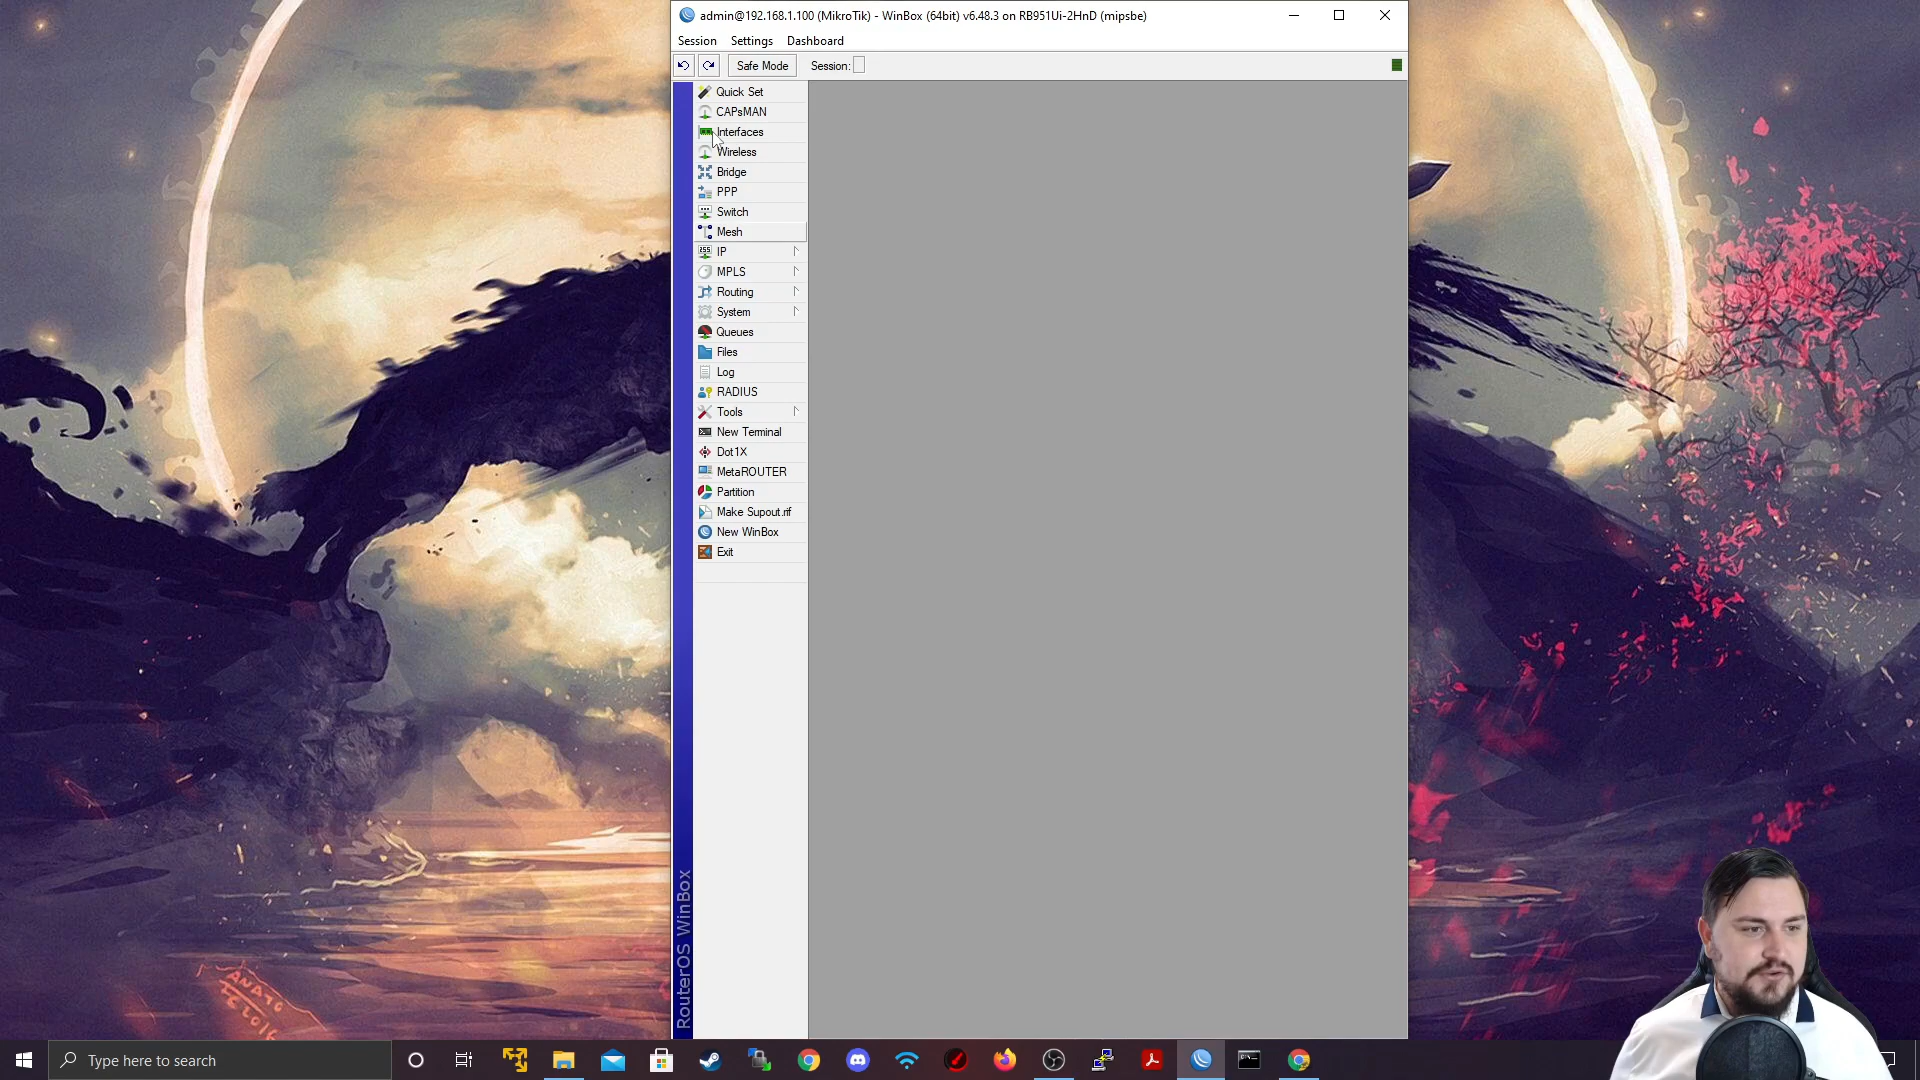 admin@192.168.1.100 (MikroTik) - WinBox (64bit) v6.48.3 on RB951Ui-2HnD (mipsbe)
Session Settings Dashboard
Safe Mode Session:
Quick Set
CAPsMAN
Interfaces
Wireless
Bridge
PPP
Switch
Mesh
IP
MPLS
Routing
System
Queues
Files
Log
RADIUS
Tools
New Terminal
Dot1X
MetaROUTER
Partition
Make Supout.rif
New WinBox
Exit
RouterOS WinBox
Type here to search